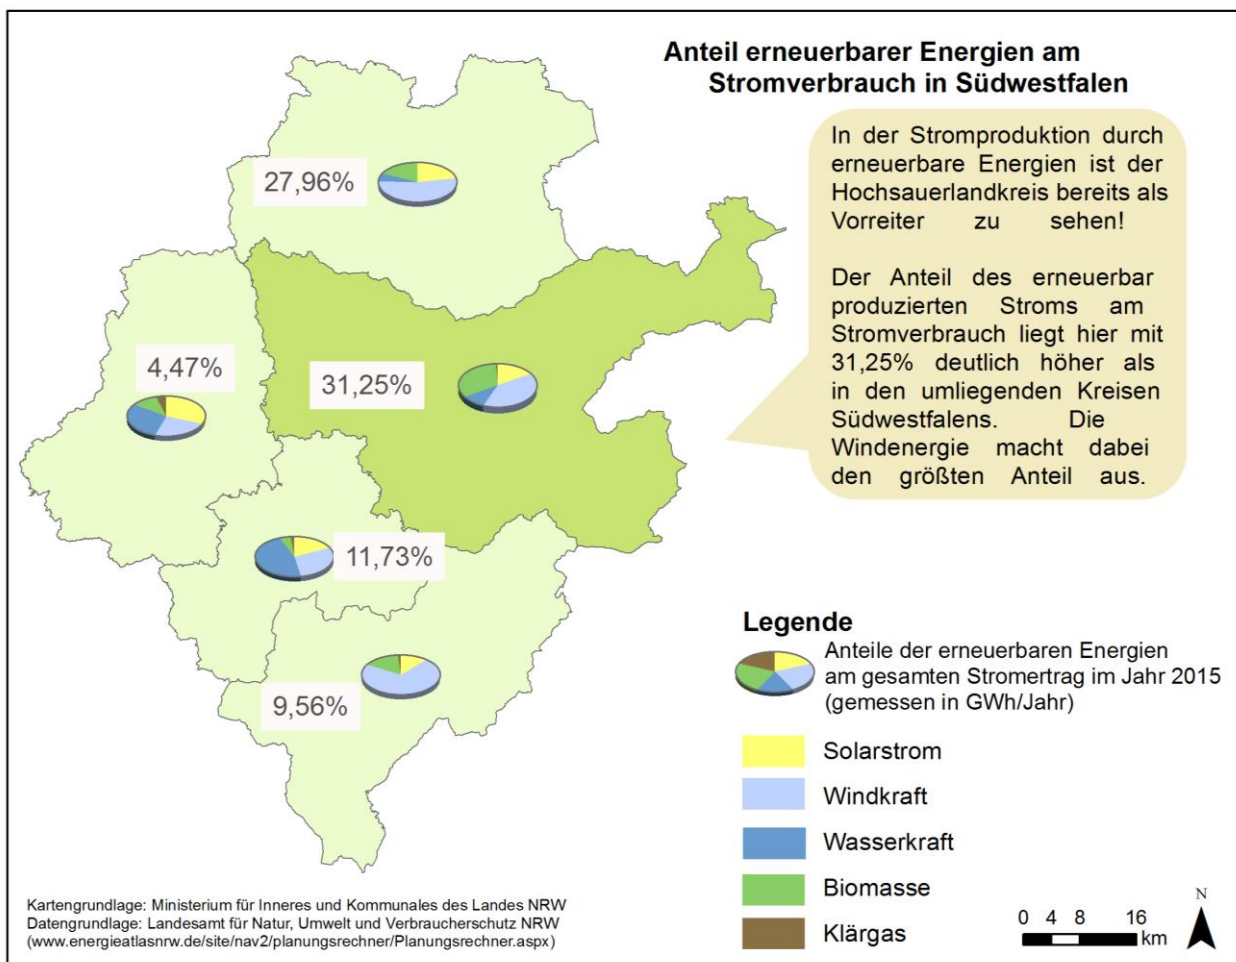 Anteil erneuerbarer Energien am
Stromverbrauch in Südwestfalen
In der Stromproduktion durch
erneuerbare Energien ist der
Hochsauerlandkreis bereits als
Vorreiter zu sehen!
Der Anteil des erneuerbar
produzierten Stroms am
Stromverbrauch liegt hier mit
31,25% deutlich höher als
in den umliegenden Kreisen
Südwestfalens. Die
Windenergie macht dabei
den größten Anteil aus.
27,96%
4,47%
31,25%
11,73%
9,56%
Legende
Anteile der erneuerbaren Energien
am gesamten Stromertrag im Jahr 2015
(gemessen in GWh/Jahr)
Solarstrom
Windkraft
Wasserkraft
Biomasse
Klärgas
Kartengrundlage: Ministerium für Inneres und Kommunales des Landes NRW
Datengrundlage: Landesamt für Natur, Umwelt und Verbraucherschutz NRW
(www.energieatlasnrw.de/site/nav2/planungsrechner/Planungsrechner.aspx)
0 4 8 16
km
N